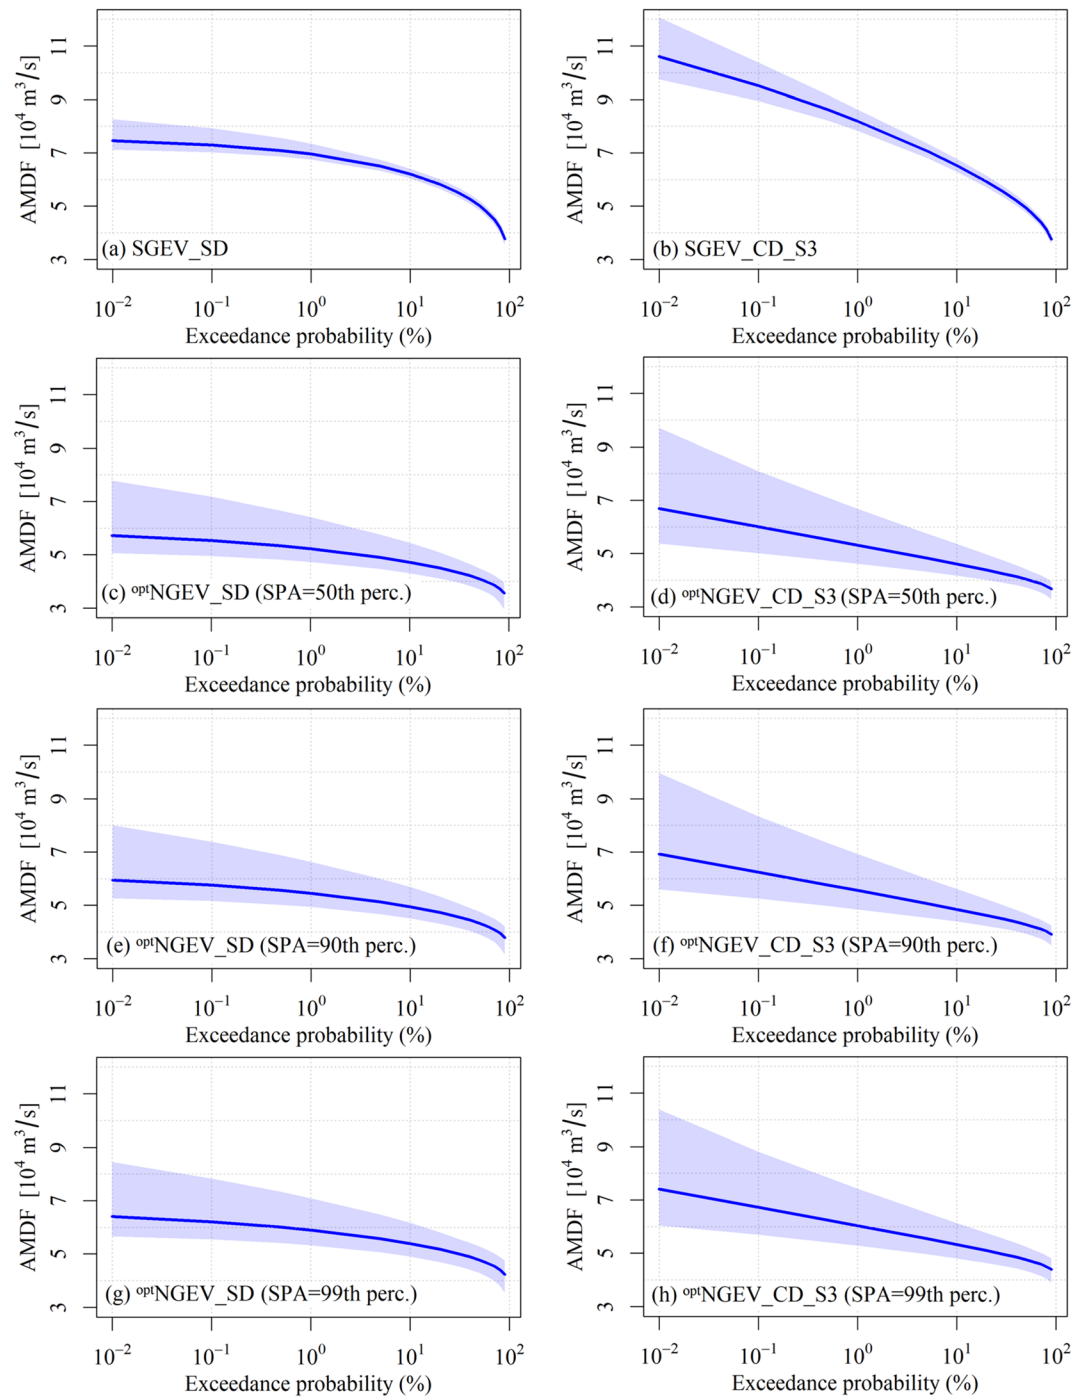 AMDF [10⁴ m³/s]
11
9
7
5
3
(a) SGEV_SD
10⁻² 10⁻¹ 10⁰ 10¹ 10²
Exceedance probability (%)
AMDF [10⁴ m³/s]
11
9
7
5
3
(b) SGEV_CD_S3
10⁻² 10⁻¹ 10⁰ 10¹ 10²
Exceedance probability (%)
AMDF [10⁴ m³/s]
11
9
7
5
3
(c) ᵒᵖᵗNGEV_SD (SPA=50th perc.)
10⁻² 10⁻¹ 10⁰ 10¹ 10²
Exceedance probability (%)
AMDF [10⁴ m³/s]
11
9
7
5
3
(d) ᵒᵖᵗNGEV_CD_S3 (SPA=50th perc.)
10⁻² 10⁻¹ 10⁰ 10¹ 10²
Exceedance probability (%)
AMDF [10⁴ m³/s]
11
9
7
5
3
(e) ᵒᵖᵗNGEV_SD (SPA=90th perc.)
10⁻² 10⁻¹ 10⁰ 10¹ 10²
Exceedance probability (%)
AMDF [10⁴ m³/s]
11
9
7
5
3
(f) ᵒᵖᵗNGEV_CD_S3 (SPA=90th perc.)
10⁻² 10⁻¹ 10⁰ 10¹ 10²
Exceedance probability (%)
AMDF [10⁴ m³/s]
11
9
7
5
3
(g) ᵒᵖᵗNGEV_SD (SPA=99th perc.)
10⁻² 10⁻¹ 10⁰ 10¹ 10²
Exceedance probability (%)
AMDF [10⁴ m³/s]
11
9
7
5
3
(h) ᵒᵖᵗNGEV_CD_S3 (SPA=99th perc.)
10⁻² 10⁻¹ 10⁰ 10¹ 10²
Exceedance probability (%)